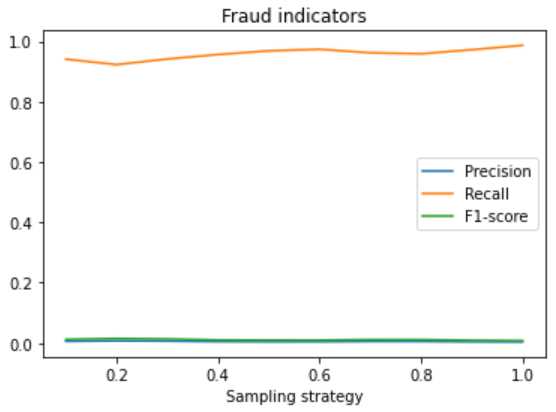 Fraud indicators
1.0
0.8
0.6
0.4
0.2
0.0
Precision
Recall
F1-score
0.2
0.4
0.6
0.8
1.0
Sampling strategy